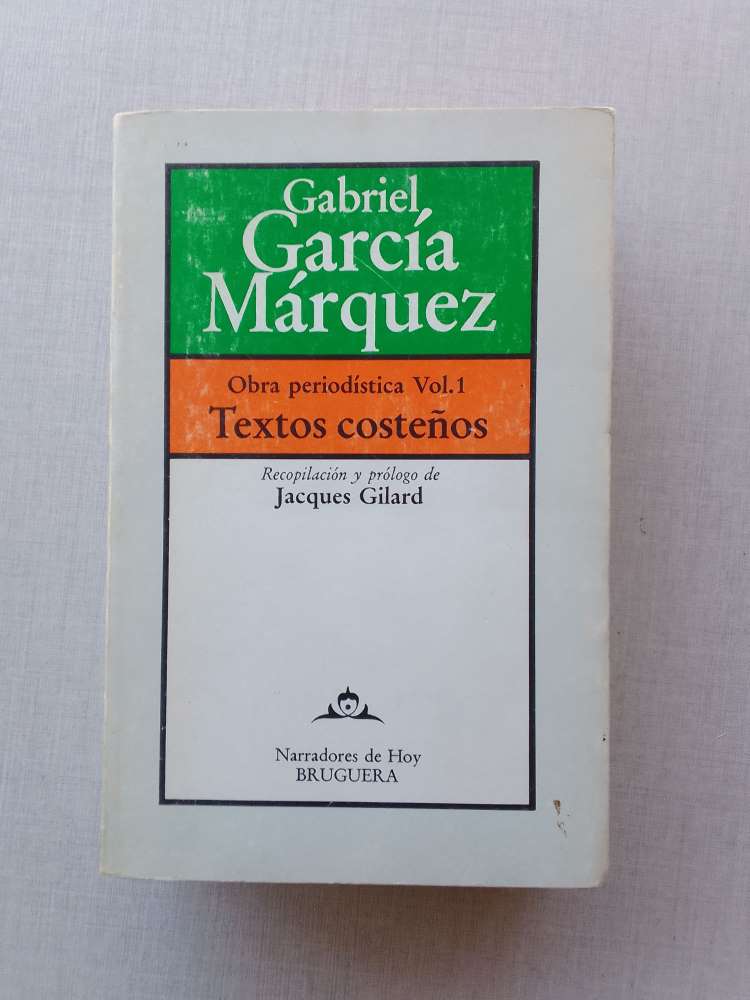 Gabriel
García
Márquez
Obra periodística Vol.1
Textos costeños
Recopilación y prólogo de
Jacques Gilard
Narradores de Hoy
BRUGUERA